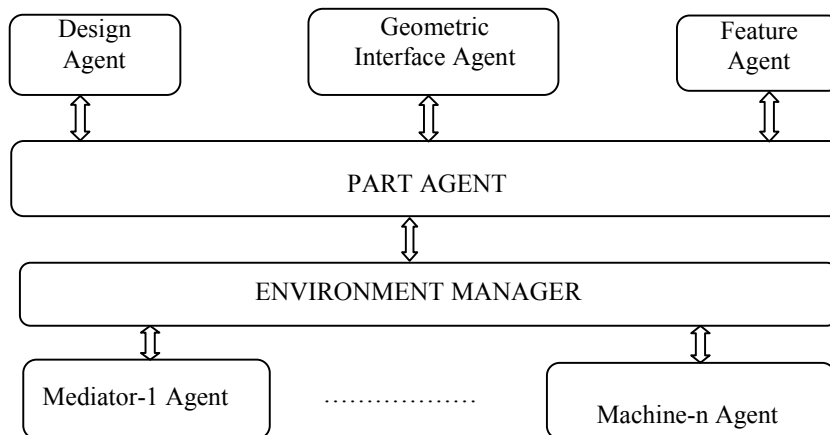 Design
Agent
Geometric
Interface Agent
Feature
Agent
PART AGENT
ENVIRONMENT MANAGER
Mediator-1 Agent
………………
Machine-n Agent